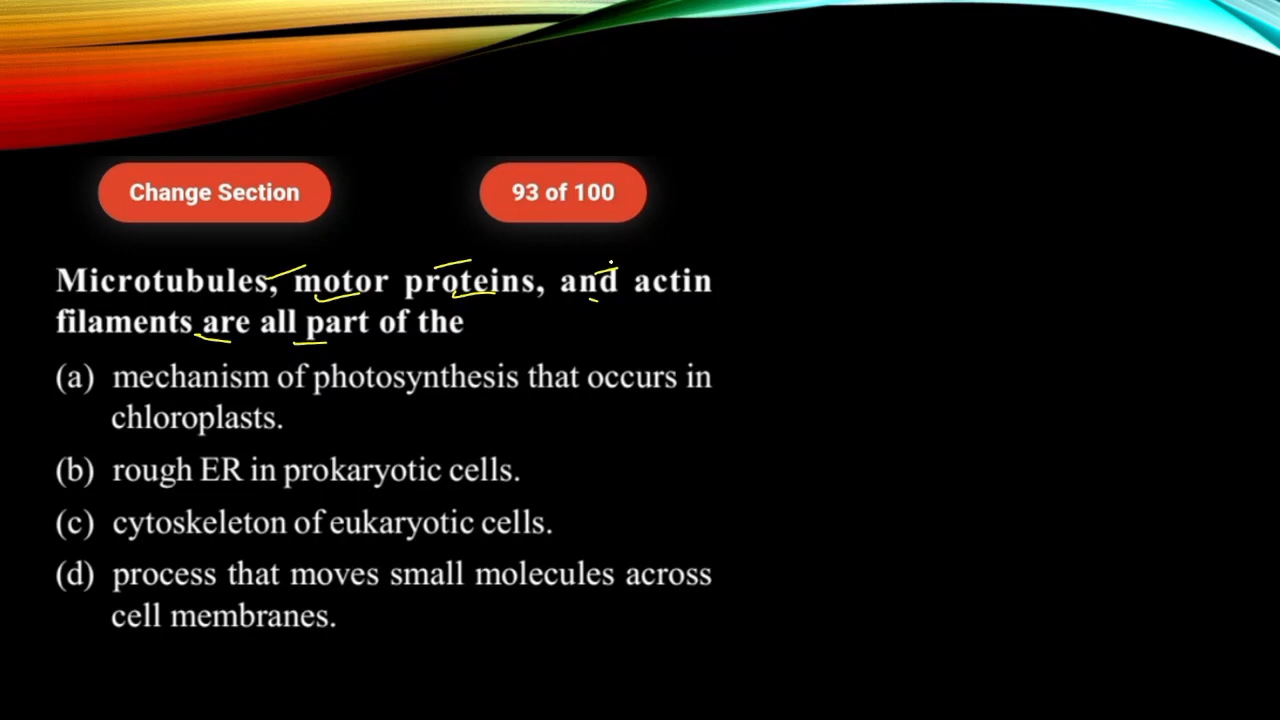 Change Section
93 of 100
Microtubules, motor proteins, and actin
filaments are all part of the
(a) mechanism of photosynthesis that occurs in
chloroplasts.
(b) rough ER in prokaryotic cells.
(c) cytoskeleton of eukaryotic cells.
(d) process that moves small molecules across
cell membranes.